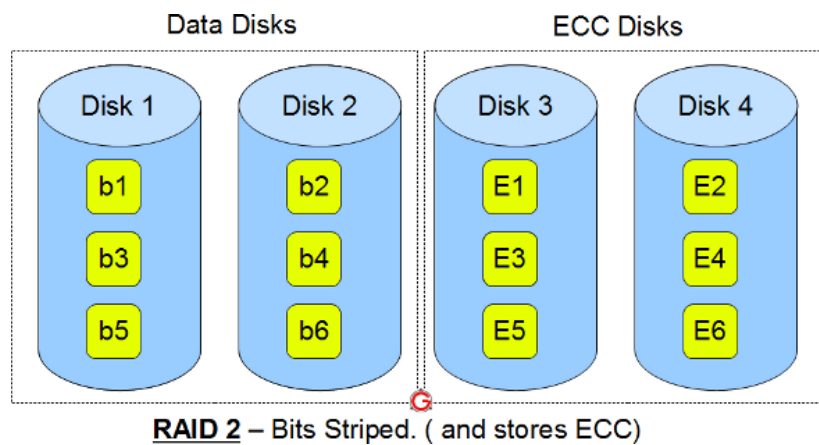 Data Disks ECC Disks
Disk 1 Disk 2 Disk 3 Disk 4
b1 b2 E1 E2
b3 b4 E3 E4
b5 b6 E5 E6
G
RAID 2 – Bits Striped. ( and stores ECC)